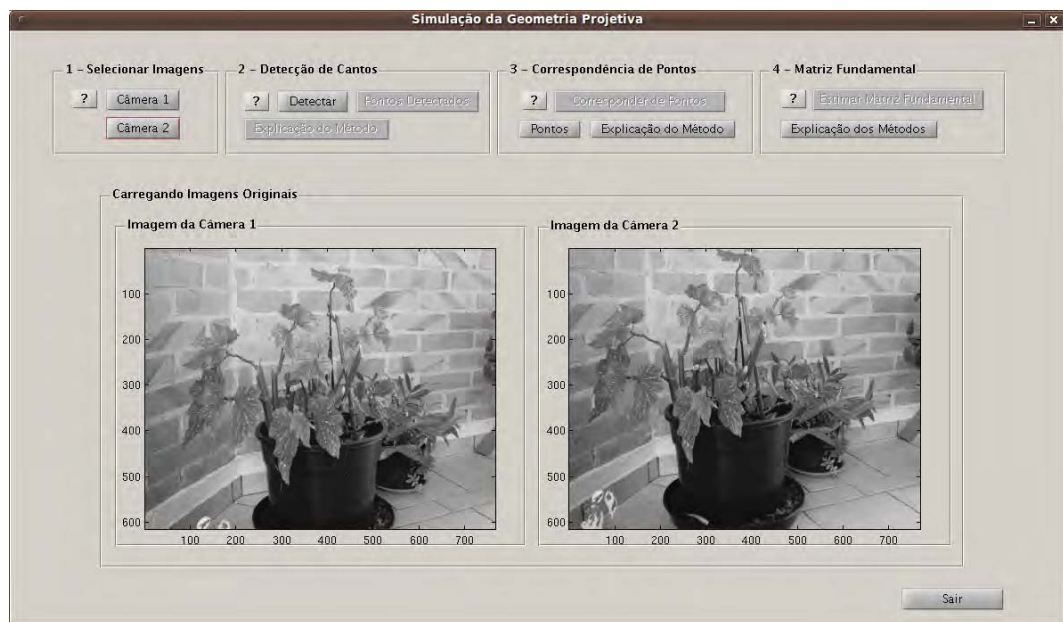 Simulação da Geometria Projetiva
1 - Selecionar Imagens
? Câmera 1
Câmera 2
2 - Detecção de Cantos
? Detectar Pontos Detectados
Explicação do Método
3 - Correspondência de Pontos
? Corresponder de Pontos
Pontos Explicação do Método
4 - Matriz Fundamental
? Estimar Matriz Fundamental
Explicação dos Métodos
Carregando Imagens Originais
Imagem da Câmera 1
100
200
300
400
500
600
100 200 300 400 500 600 700
Imagem da Câmera 2
100
200
300
400
500
600
100 200 300 400 500 600 700
Sair